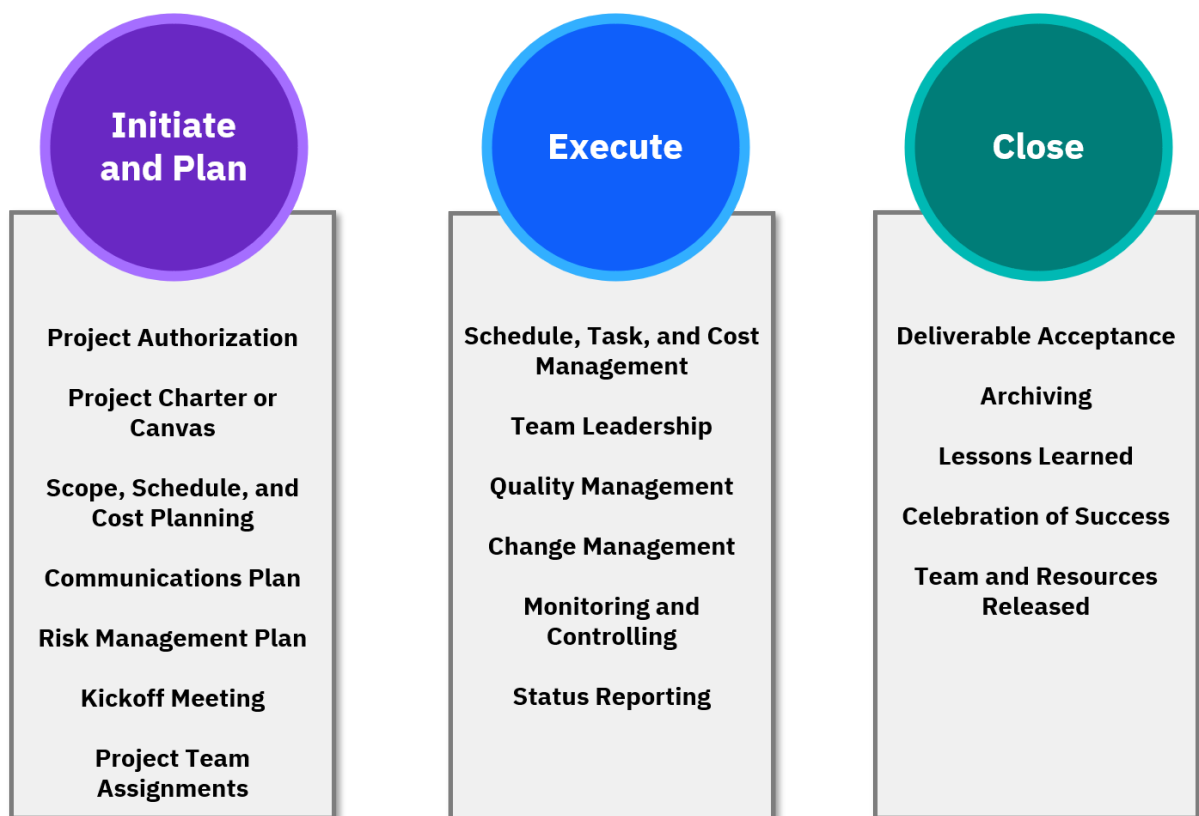 Initiate
and Plan
Project Authorization
Project Charter or
Canvas
Scope, Schedule, and
Cost Planning
Communications Plan
Risk Management Plan
Kickoff Meeting
Project Team
Assignments
Execute
Schedule, Task, and Cost
Management
Team Leadership
Quality Management
Change Management
Monitoring and
Controlling
Status Reporting
Close
Deliverable Acceptance
Archiving
Lessons Learned
Celebration of Success
Team and Resources
Released